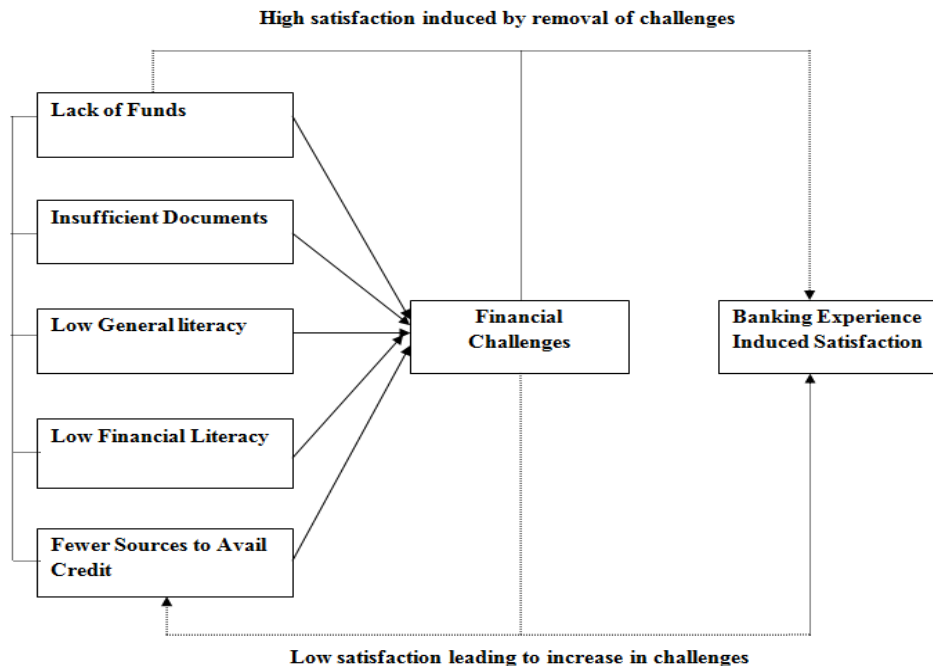 High satisfaction induced by removal of challenges
Lack of Funds
Insufficient Documents
Low General literacy
Low Financial Literacy
Fewer Sources to Avail
Credit
Financial
Challenges
Banking Experience
Induced Satisfaction
Low satisfaction leading to increase in challenges